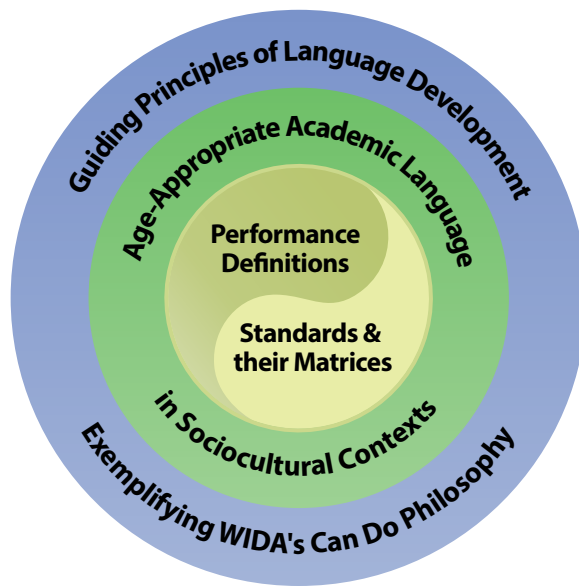 Guiding Principles of Language Development
Age-Appropriate Academic Language
Performance
Definitions
Standards &
their Matrices
in Sociocultural Contexts
Exemplifying WIDA's Can Do Philosophy